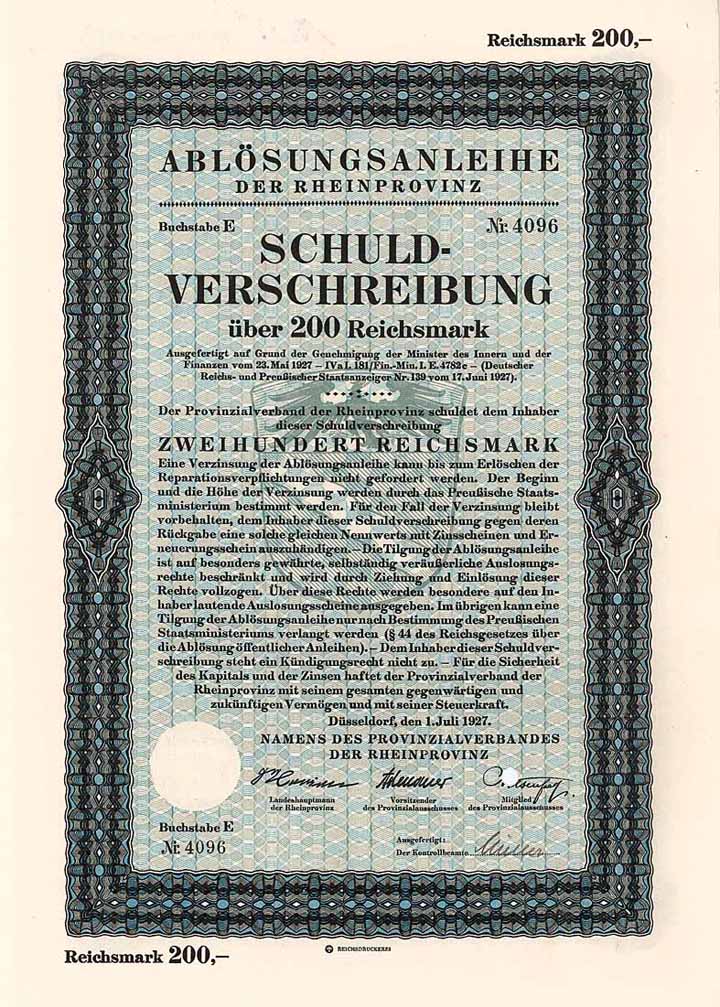 Reichsmark 200,–
ABLÖSUNGSANLEIHE
DER RHEINPROVINZ
Buchstabe E Nr. 4096
SCHULD-
VERSCHREIBUNG
über 200 Reichsmark
Ausgefertigt auf Grund der Genehmigung der Minister des Innern und der
Finanzen vom 23. Mai 1927 – IVa I. 181/Fin.-Min. I. E. 4782c – (Deutscher
Reichs- und Preußischer Staatsanzeiger Nr. 139 vom 17. Juni 1927).
Der Provinzialverband der Rheinprovinz schuldet dem Inhaber
dieser Schuldverschreibung
ZWEIHUNDERT REICHSMARK
Eine Verzinsung der Ablösungsanleihe kann bis zum Erlöschen der
Reparationsverpflichtungen nicht gefordert werden. Der Beginn
und die Höhe der Verzinsung werden durch das Preußische Staats-
ministerium bestimmt werden. Für den Fall der Verzinsung bleibt
vorbehalten, dem Inhaber dieser Schuldverschreibung gegen deren
Rückgabe eine solche gleichen Nennwerts mit Zinsscheinen und Er-
neuerungsschein auszuhändigen. – Die Tilgung der Ablösungsanleihe
ist auf besonders gewährte, selbständig veräußerliche Auslosungs-
rechte beschränkt und wird durch Ziehung und Einlösung dieser
Rechte vollzogen. Über diese Rechte werden besondere auf den In-
haber lautende Auslosungsscheine ausgegeben. Im übrigen kann eine
Tilgung der Ablösungsanleihe nur nach Bestimmung des Preußischen
Staatsministeriums verlangt werden (§ 44 des Reichsgesetzes über
die Ablösung öffentlicher Anleihen). – Dem Inhaber dieser Schuldver-
schreibung steht ein Kündigungsrecht nicht zu. – Für die Sicherheit
des Kapitals und der Zinsen haftet der Provinzialverband der
Rheinprovinz mit seinem gesamten gegenwärtigen und
zukünftigen Vermögen und mit seiner Steuerkraft.
Düsseldorf, den 1. Juli 1927.
NAMENS DES PROVINZIALVERBANDES
DER RHEINPROVINZ
Landeshauptmann Vorsitzender Mitglied
der Rheinprovinz des Provinzialausschusses des Provinzialausschusses
Buchstabe E
Nr. 4096
Ausgefertigt:
Der Kontrollbeamte
Reichsmark 200,–
REICHSDRUCKEREI